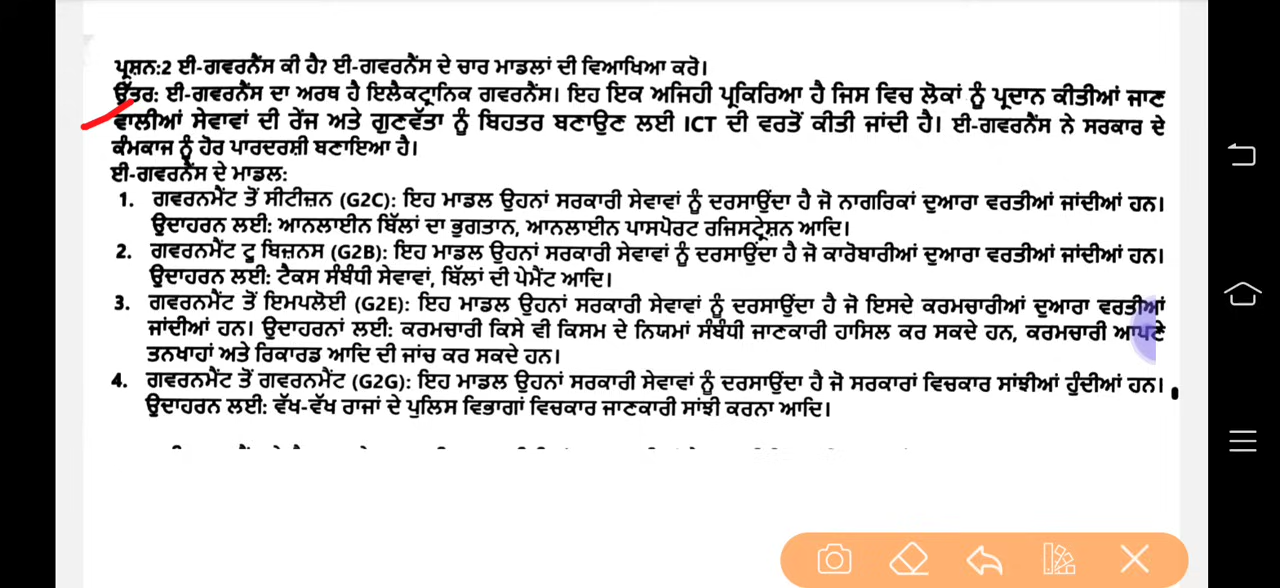 ਪ੍ਰਸ਼ਨ:2 ਈ-ਗਵਰਨੈਂਸ ਕੀ ਹੈ? ਈ-ਗਵਰਨੈਂਸ ਦੇ ਚਾਰ ਮਾਡਲਾਂ ਦੀ ਵਿਆਖਿਆ ਕਰੋ।
ਉੱਤਰ: ਈ-ਗਵਰਨੈਂਸ ਦਾ ਅਰਥ ਹੈ ਇਲੈਕਟ੍ਰਾਨਿਕ ਗਵਰਨੈਂਸ। ਇਹ ਇਕ ਅਜਿਹੀ ਪ੍ਰਕਿਰਿਆ ਹੈ ਜਿਸ ਵਿਚ ਲੋਕਾਂ ਨੂੰ ਪ੍ਰਦਾਨ ਕੀਤੀਆਂ ਜਾਣ
ਵਾਲੀਆਂ ਸੇਵਾਵਾਂ ਦੀ ਰੇਂਜ ਅਤੇ ਗੁਣਵੱਤਾ ਨੂੰ ਬਿਹਤਰ ਬਣਾਉਣ ਲਈ ICT ਦੀ ਵਰਤੋਂ ਕੀਤੀ ਜਾਂਦੀ ਹੈ। ਈ-ਗਵਰਨੈਂਸ ਨੇ ਸਰਕਾਰ ਦੇ
ਕੰਮਕਾਜ ਨੂੰ ਹੋਰ ਪਾਰਦਰਸ਼ੀ ਬਣਾਇਆ ਹੈ।
ਈ-ਗਵਰਨੈਂਸ ਦੇ ਮਾਡਲ:
1. ਗਵਰਨਮੈਂਟ ਤੋਂ ਸੀਟੀਜ਼ਨ (G2C): ਇਹ ਮਾਡਲ ਉਹਨਾਂ ਸਰਕਾਰੀ ਸੇਵਾਵਾਂ ਨੂੰ ਦਰਸਾਉਂਦਾ ਹੈ ਜੋ ਨਾਗਰਿਕਾਂ ਦੁਆਰਾ ਵਰਤੀਆਂ ਜਾਂਦੀਆਂ ਹਨ।
ਉਦਾਹਰਨ ਲਈ: ਆਨਲਾਈਨ ਬਿੱਲਾਂ ਦਾ ਭੁਗਤਾਨ, ਆਨਲਾਈਨ ਪਾਸਪੋਰਟ ਰਜਿਸਟ੍ਰੇਸ਼ਨ ਆਦਿ।
2. ਗਵਰਨਮੈਂਟ ਟੂ ਬਿਜ਼ਨਸ (G2B): ਇਹ ਮਾਡਲ ਉਹਨਾਂ ਸਰਕਾਰੀ ਸੇਵਾਵਾਂ ਨੂੰ ਦਰਸਾਉਂਦਾ ਹੈ ਜੋ ਕਾਰੋਬਾਰੀਆਂ ਦੁਆਰਾ ਵਰਤੀਆਂ ਜਾਂਦੀਆਂ ਹਨ।
ਉਦਾਹਰਨ ਲਈ: ਟੈਕਸ ਸੰਬੰਧੀ ਸੇਵਾਵਾਂ, ਬਿੱਲਾਂ ਦੀ ਪੇਮੈਂਟ ਆਦਿ।
3. ਗਵਰਨਮੈਂਟ ਤੋਂ ਇਮਪਲੋਈ (G2E): ਇਹ ਮਾਡਲ ਉਹਨਾਂ ਸਰਕਾਰੀ ਸੇਵਾਵਾਂ ਨੂੰ ਦਰਸਾਉਂਦਾ ਹੈ ਜੋ ਇਸਦੇ ਕਰਮਚਾਰੀਆਂ ਦੁਆਰਾ ਵਰਤੀਆਂ
ਜਾਂਦੀਆਂ ਹਨ। ਉਦਾਹਰਨਾਂ ਲਈ: ਕਰਮਚਾਰੀ ਕਿਸੇ ਵੀ ਕਿਸਮ ਦੇ ਨਿਯਮਾਂ ਸੰਬੰਧੀ ਜਾਣਕਾਰੀ ਹਾਸਿਲ ਕਰ ਸਕਦੇ ਹਨ, ਕਰਮਚਾਰੀ ਆਪਣੇ
ਤਨਖਾਹਾਂ ਅਤੇ ਰਿਕਾਰਡ ਆਦਿ ਦੀ ਜਾਂਚ ਕਰ ਸਕਦੇ ਹਨ।
4. ਗਵਰਨਮੈਂਟ ਤੋਂ ਗਵਰਨਮੈਂਟ (G2G): ਇਹ ਮਾਡਲ ਉਹਨਾਂ ਸਰਕਾਰੀ ਸੇਵਾਵਾਂ ਨੂੰ ਦਰਸਾਉਂਦਾ ਹੈ ਜੋ ਸਰਕਾਰਾਂ ਵਿਚਕਾਰ ਸਾਂਝੀਆਂ ਹੁੰਦੀਆਂ ਹਨ।
ਉਦਾਹਰਨ ਲਈ: ਵੱਖ-ਵੱਖ ਰਾਜਾਂ ਦੇ ਪੁਲਿਸ ਵਿਭਾਗਾਂ ਵਿਚਕਾਰ ਜਾਣਕਾਰੀ ਸਾਂਝੀ ਕਰਨਾ ਆਦਿ।